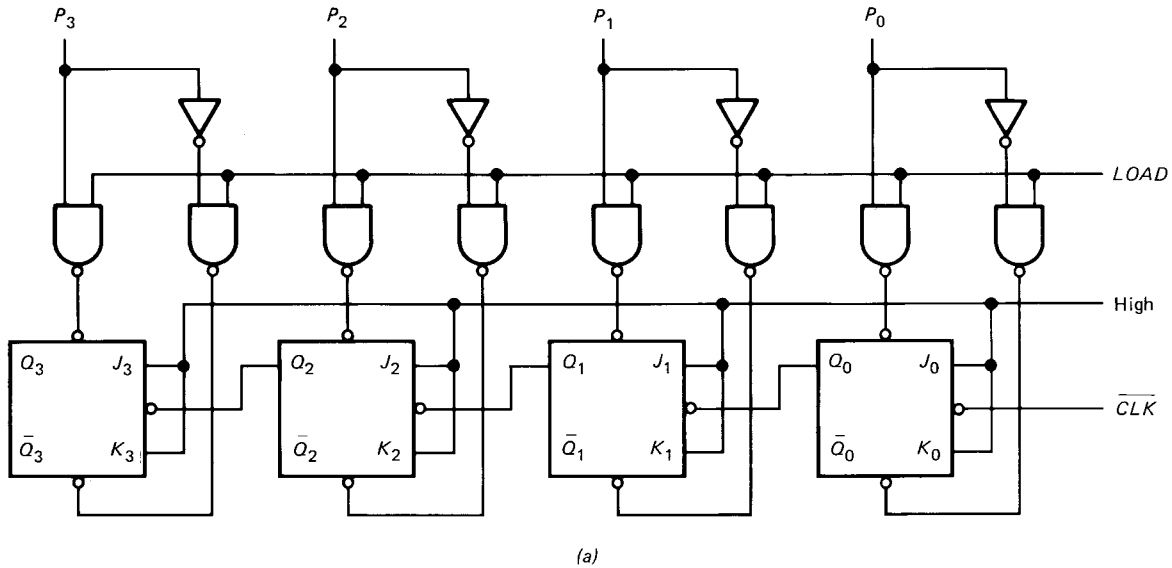 P₃ P₂ P₁ P₀
LOAD
High
Q₃ J₃ Q₂ J₂ Q₁ J₁ Q₀ J₀
C̅L̅K̅
Q̅₃ K₃ Q̅₂ K₂ Q̅₁ K₁ Q̅₀ K₀
(a)